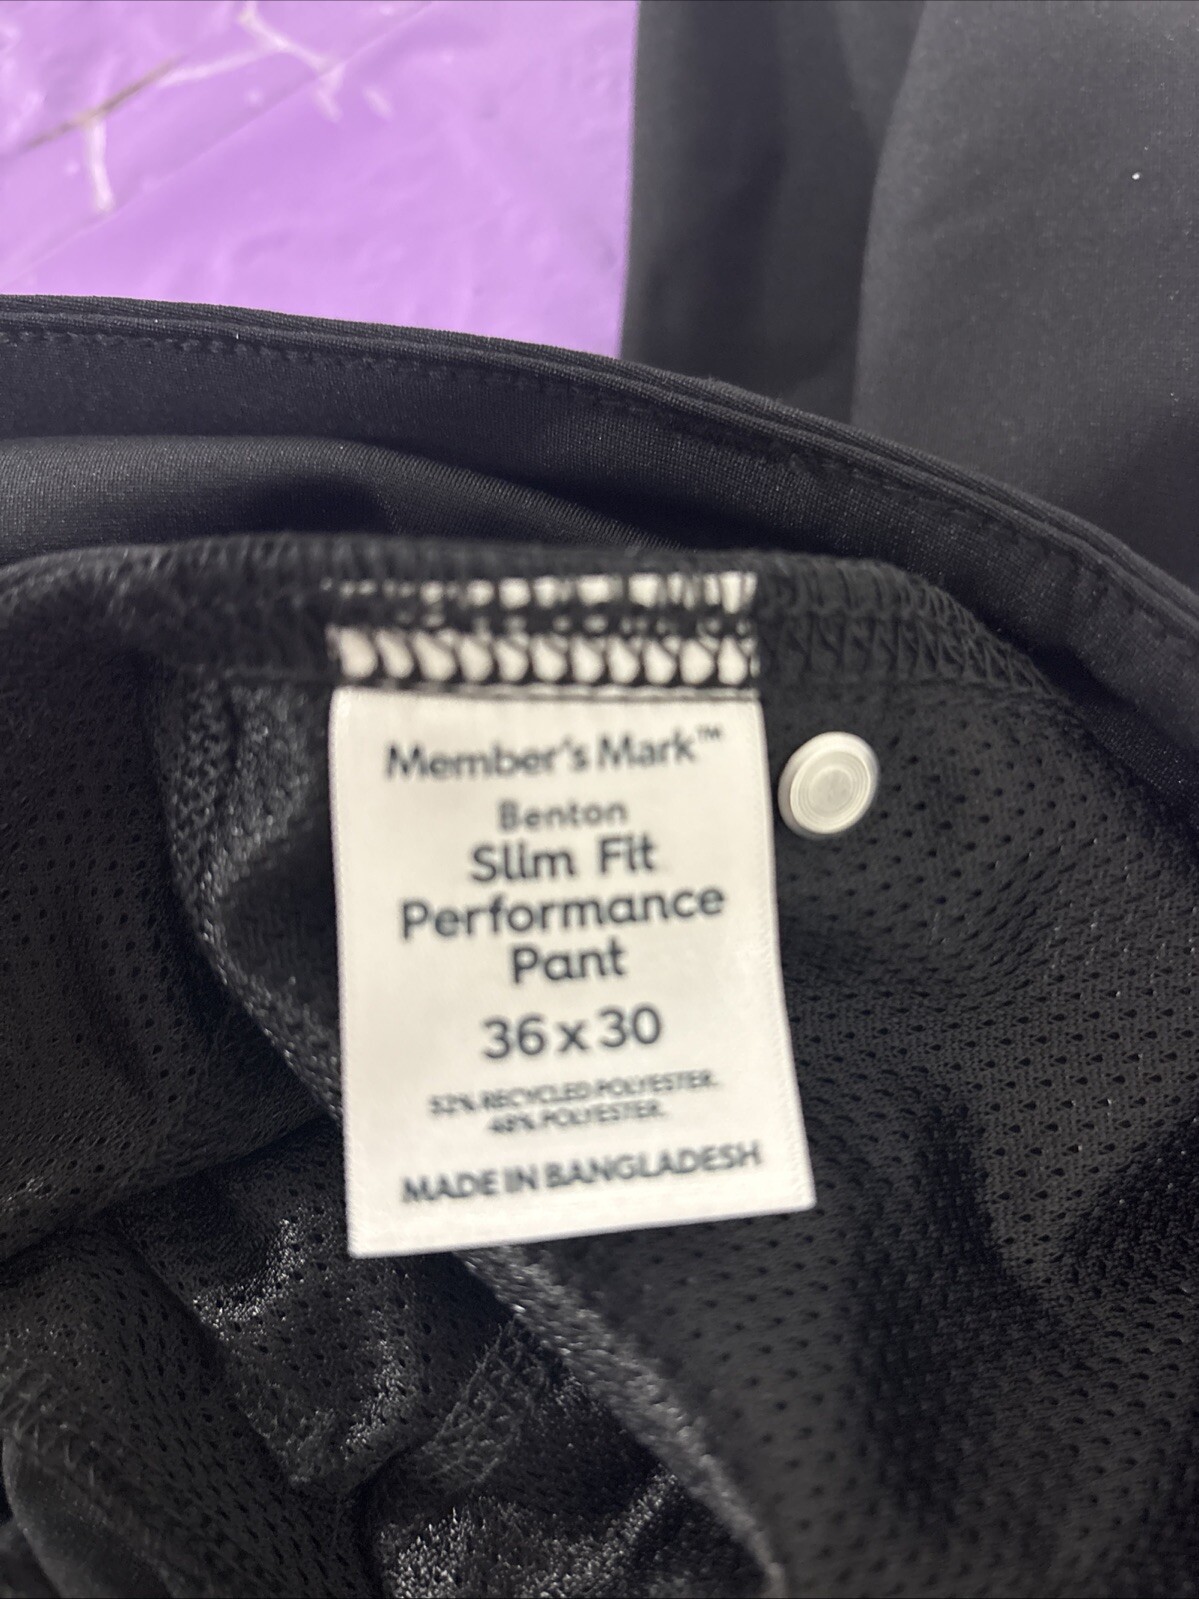 Member's Mark™
Benton
Slim Fit
Performance
Pant
36 x 30
52% RECYCLED POLYESTER.
48% POLYESTER.
MADE IN BANGLADESH